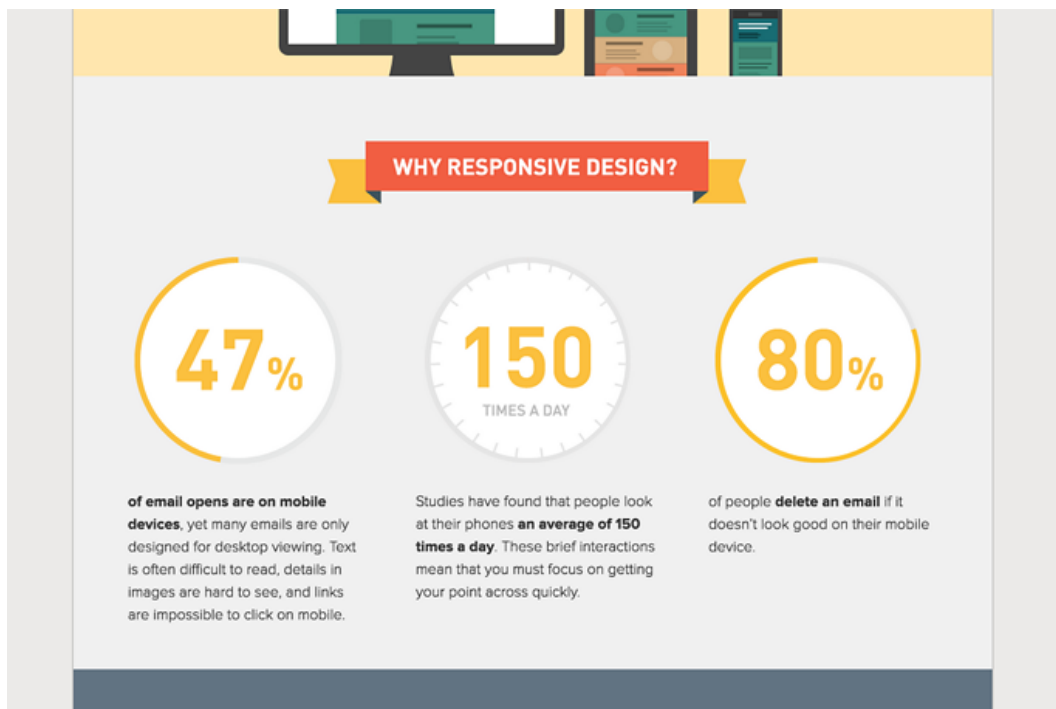 WHY RESPONSIVE DESIGN?
47%
of email opens are on mobile
devices, yet many emails are only
designed for desktop viewing. Text
is often difficult to read, details in
images are hard to see, and links
are impossible to click on mobile.
150
TIMES A DAY
Studies have found that people look
at their phones an average of 150
times a day. These brief interactions
mean that you must focus on getting
your point across quickly.
80%
of people delete an email if it
doesn't look good on their mobile
device.